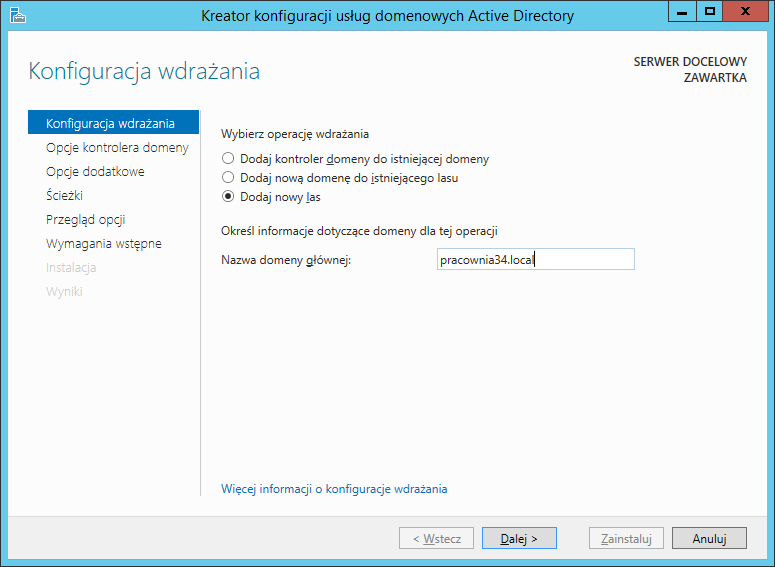 Kreator konfiguracji usług domenowych Active Directory
Konfiguracja wdrażania
SERWER DOCELOWY
ZAWARTKA
Konfiguracja wdrażania
Opcje kontrolera domeny
Opcje dodatkowe
Ścieżki
Przegląd opcji
Wymagania wstępne
Instalacja
Wyniki
Wybierz operację wdrażania
Dodaj kontroler domeny do istniejącej domeny
Dodaj nową domenę do istniejącego lasu
Dodaj nowy las
Określ informacje dotyczące domeny dla tej operacji
Nazwa domeny głównej: pracownia34.local
Więcej informacji o konfiguracje wdrażania
< Wstecz Dalej > Zainstaluj Anuluj